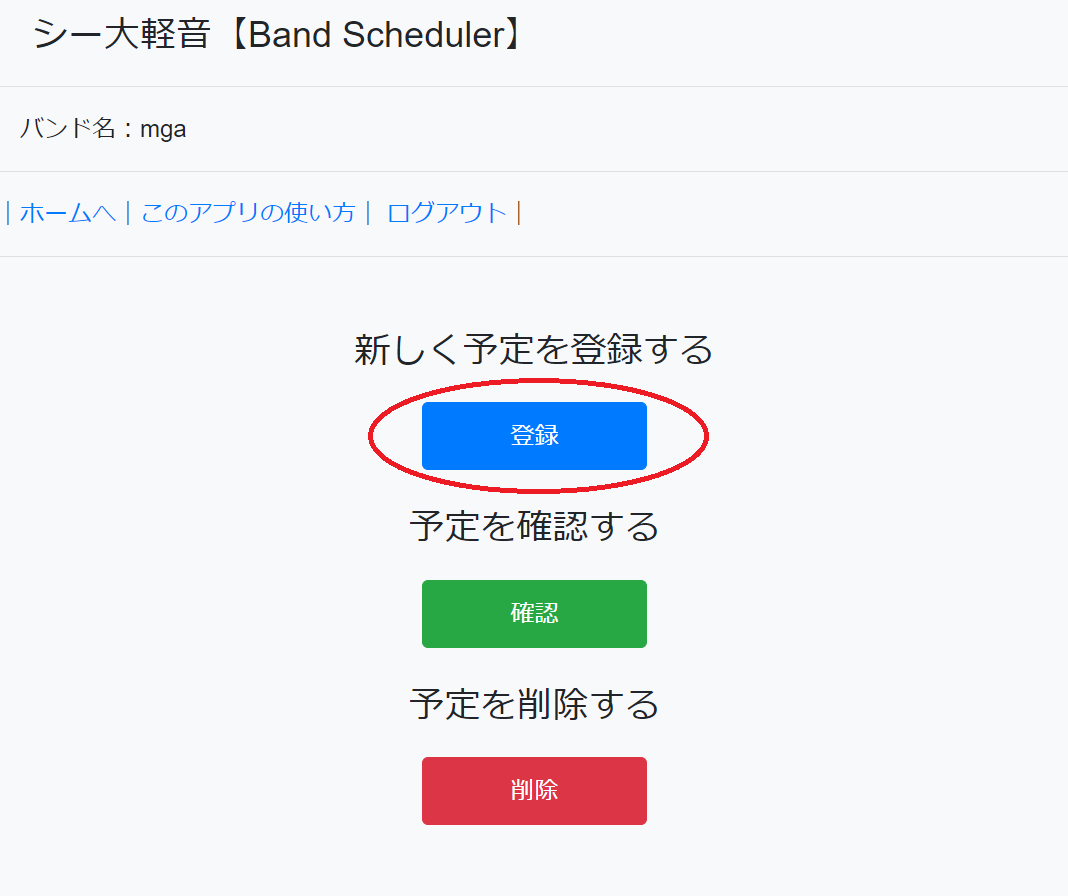 シー大軽音【Band Scheduler】
バンド名：mga
| ホームへ | このアプリの使い方 | ログアウト |
新しく予定を登録する
登録
予定を確認する
確認
予定を削除する
削除